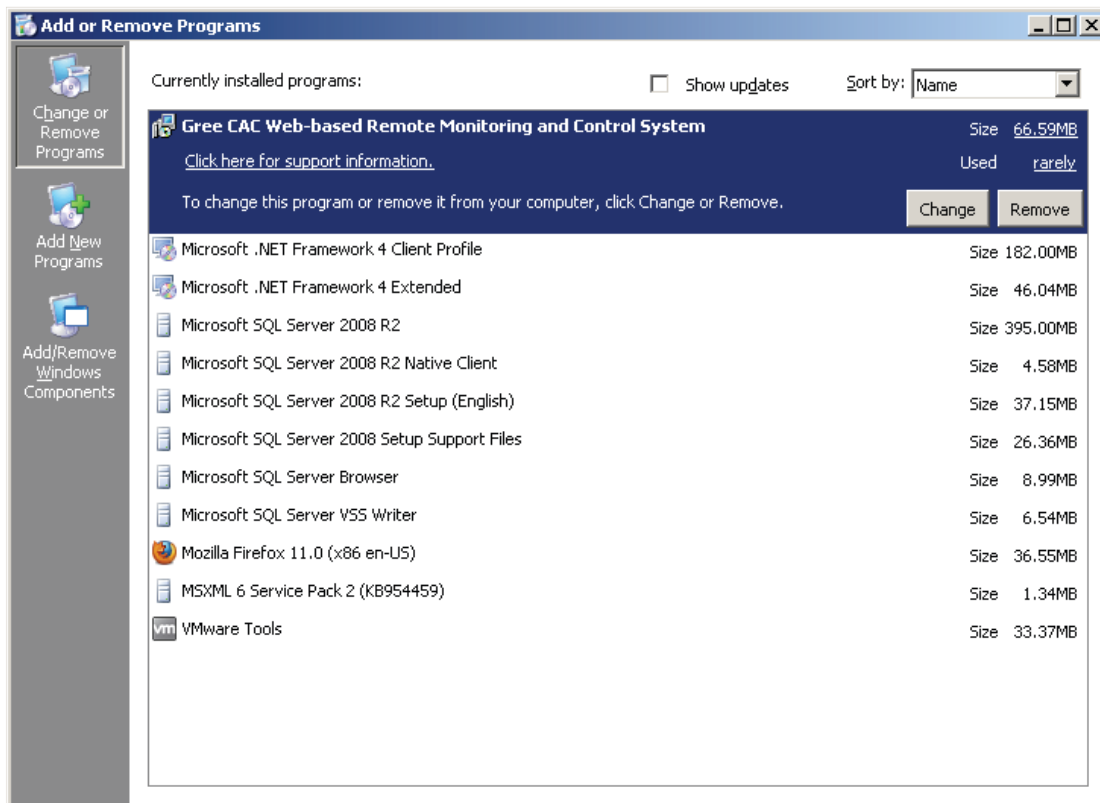 Add or Remove Programs
Change or
Remove
Programs
Add New
Programs
Add/Remove
Windows
Components
Currently installed programs:
Show updates
Sort by: Name
Gree CAC Web-based Remote Monitoring and Control System Size 66.59MB
Click here for support information. Used rarely
To change this program or remove it from your computer, click Change or Remove. Change Remove
Microsoft .NET Framework 4 Client Profile Size 182.00MB
Microsoft .NET Framework 4 Extended Size 46.04MB
Microsoft SQL Server 2008 R2 Size 395.00MB
Microsoft SQL Server 2008 R2 Native Client Size 4.58MB
Microsoft SQL Server 2008 R2 Setup (English) Size 37.15MB
Microsoft SQL Server 2008 Setup Support Files Size 26.36MB
Microsoft SQL Server Browser Size 8.99MB
Microsoft SQL Server VSS Writer Size 6.54MB
Mozilla Firefox 11.0 (x86 en-US) Size 36.55MB
MSXML 6 Service Pack 2 (KB954459) Size 1.34MB
vm VMware Tools Size 33.37MB